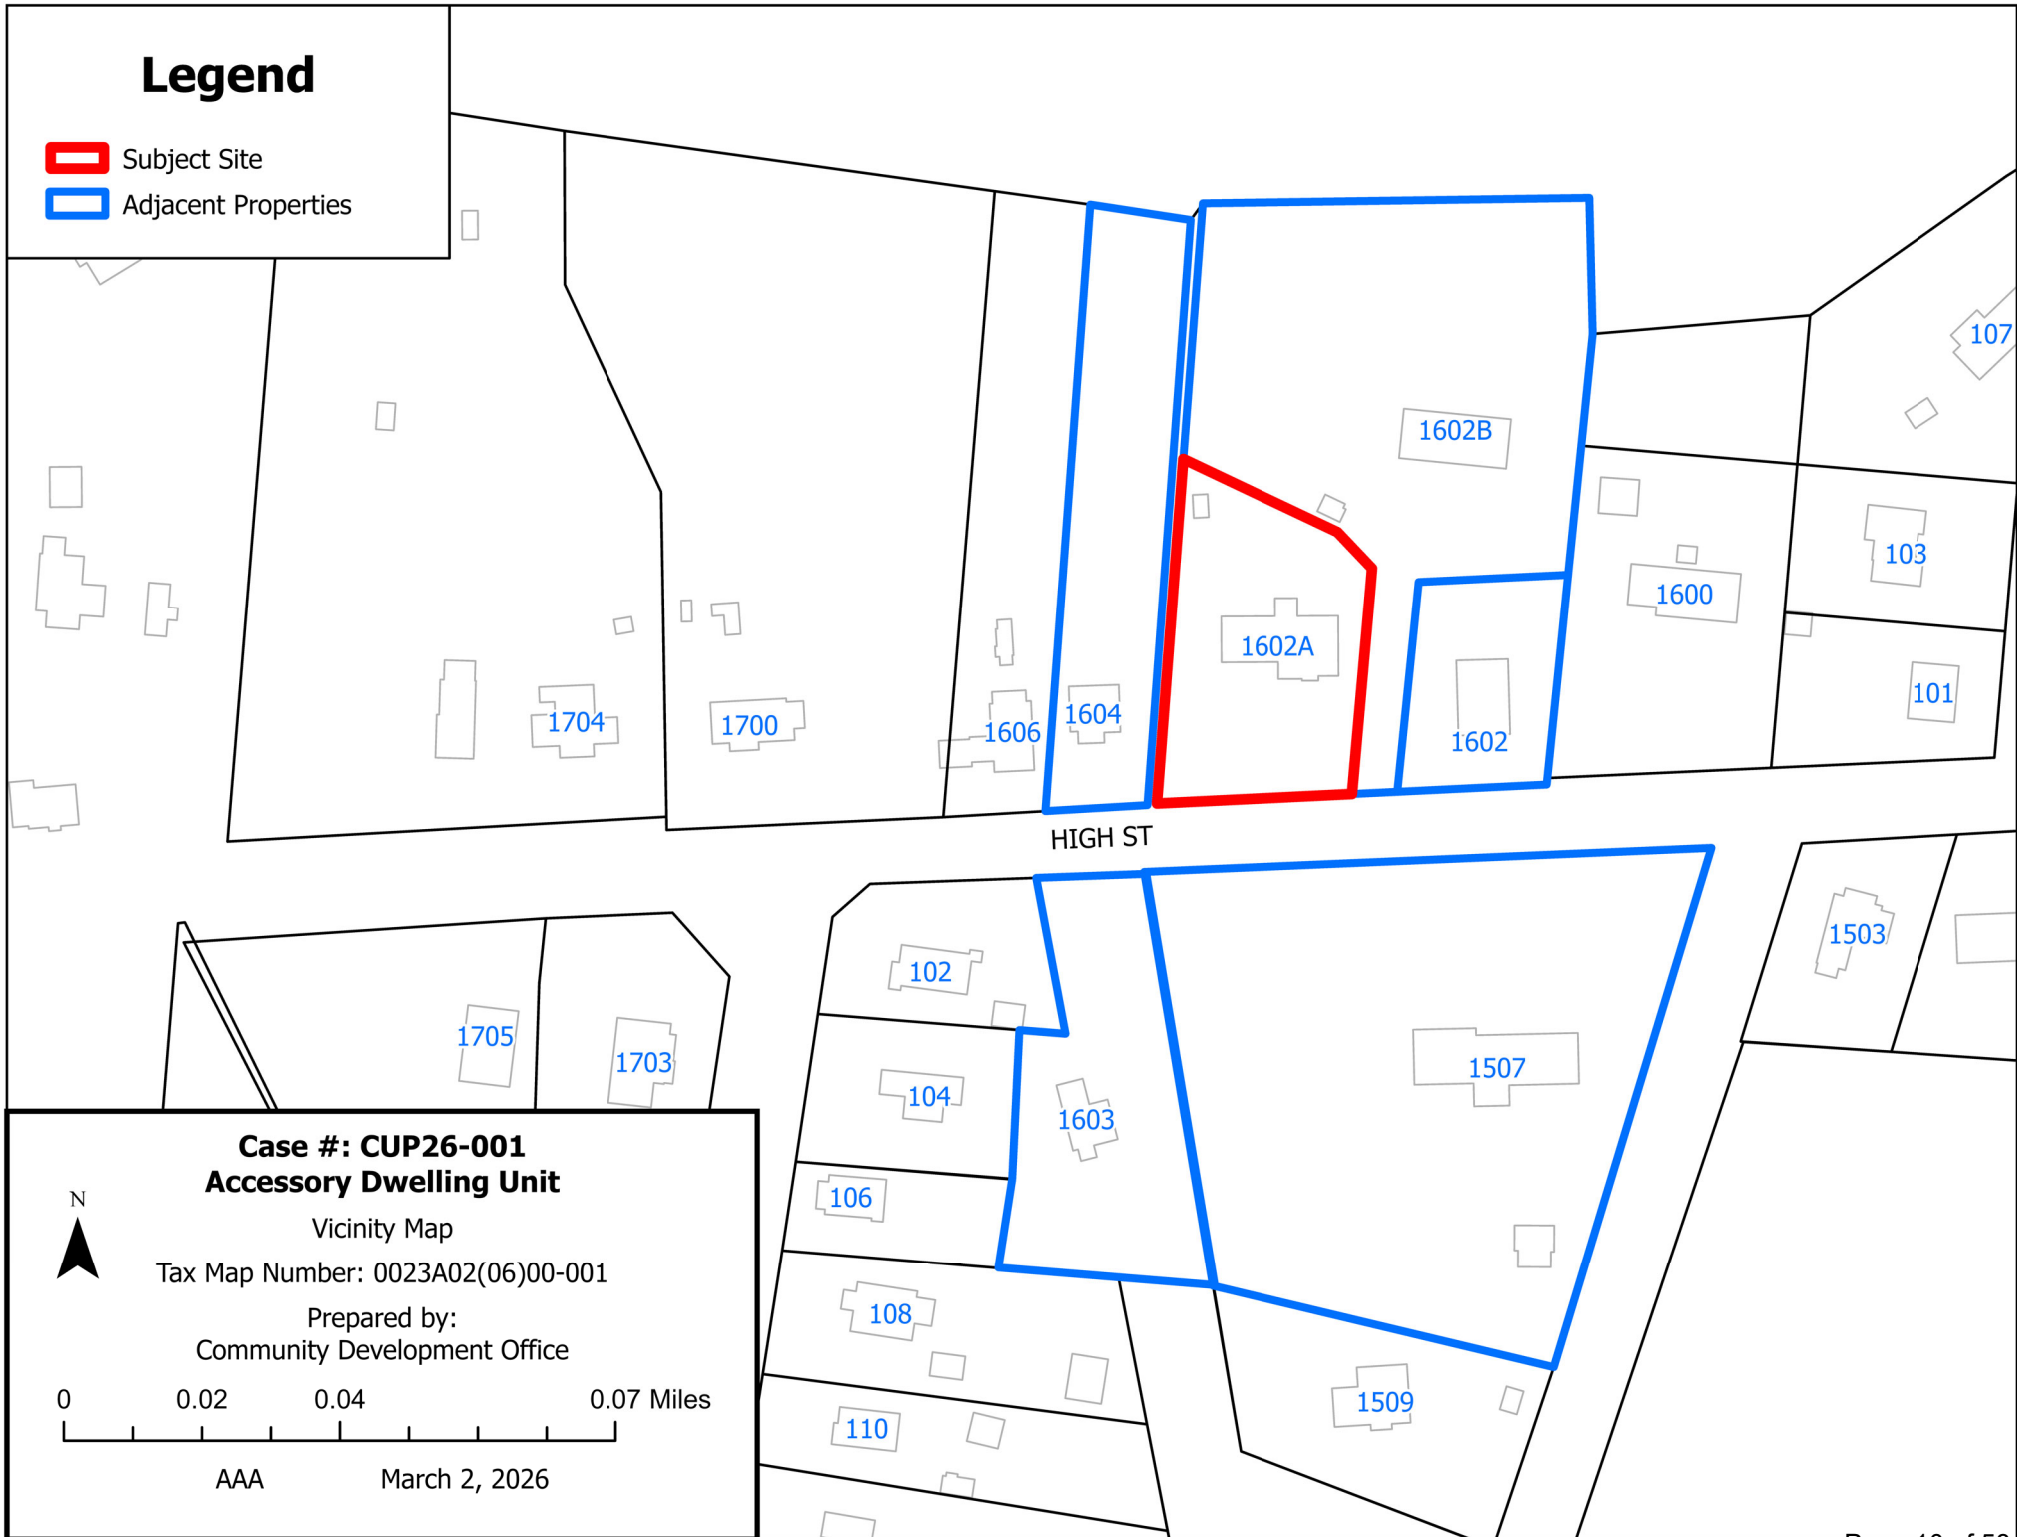 Legend
Subject Site
Adjacent Properties
107
1602B
103
1600
1602A
101
1604
1704
1700
1606
1602
HIGH ST
1503
102
1705
1703
1507
104
1603
106
108
1509
110
Case #: CUP26-001
Accessory Dwelling Unit
N
Vicinity Map
Tax Map Number: 0023A02(06)00-001
Prepared by:
Community Development Office
0 0.02 0.04 0.07 Miles
AAA March 2, 2026